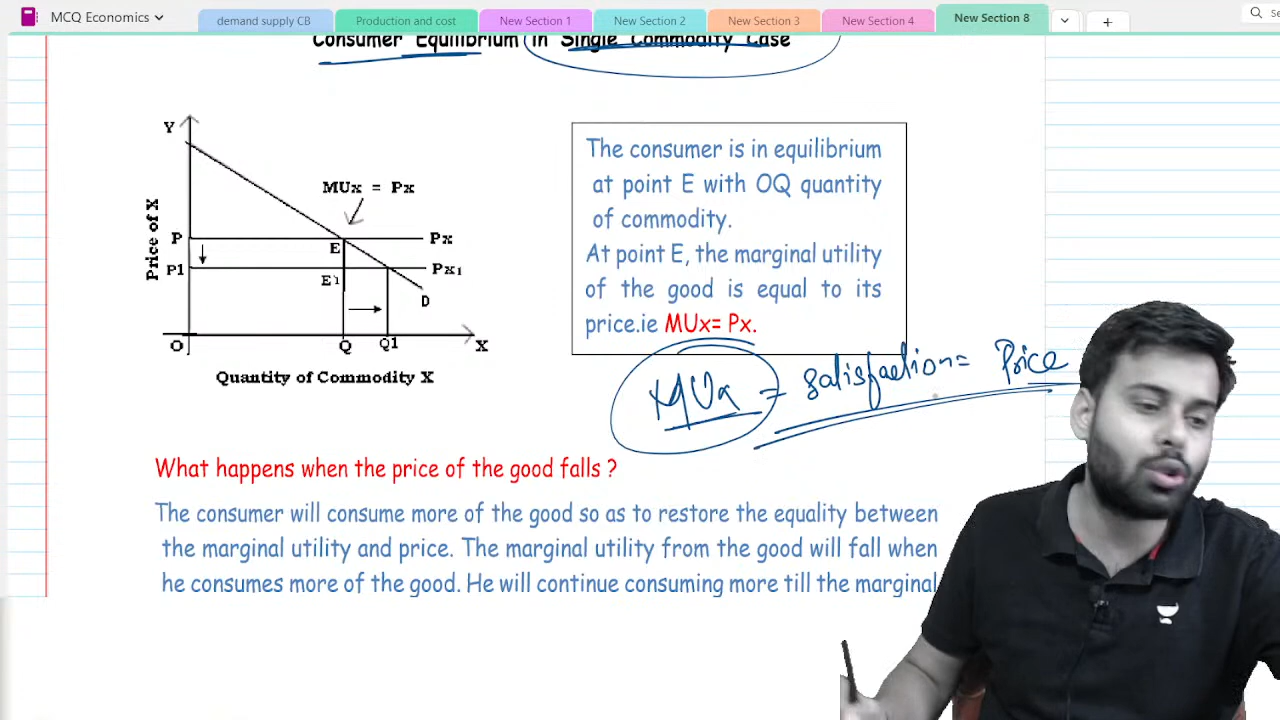 MCQ Economics
demand supply CB
Production and cost
New Section 1
New Section 2
New Section 3
New Section 4
New Section 8
Consumer Equilibrium in Single Commodity Case
Y
MUx = Px
Price of X
P
E
Px
P1
E1
Px1
D
O
Q
Q1
X
Quantity of Commodity X
The consumer is in equilibrium
at point E with OQ quantity
of commodity.
At point E, the marginal utility
of the good is equal to its
price.ie MUx= Px.
MUx = satisfaction = Price
What happens when the price of the good falls ?
The consumer will consume more of the good so as to restore the equality between
the marginal utility and price. The marginal utility from the good will fall when
he consumes more of the good. He will continue consuming more till the marginal